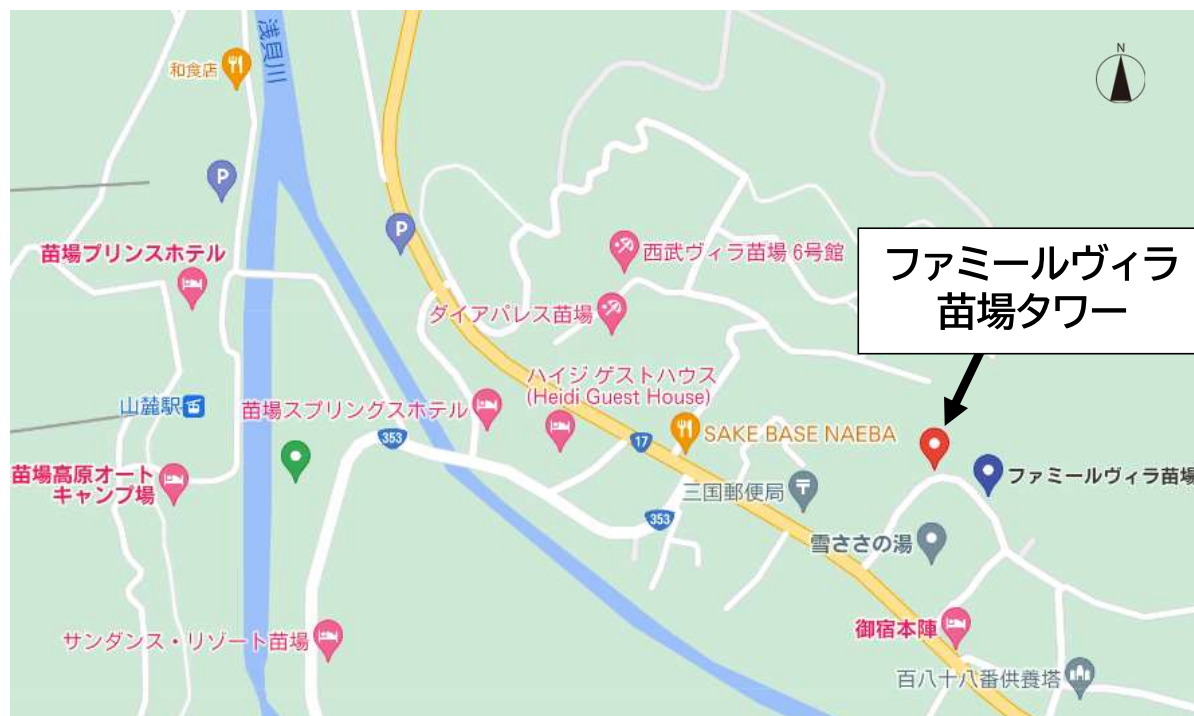 N
浅貝川
和食店
P
P
苗場プリンスホテル
西武ヴィラ苗場 6号館
ファミールヴィラ
苗場タワー
ダイアパレス苗場
ハイジ ゲストハウス
(Heidi Guest House)
山麓駅
苗場スプリングスホテル
353
17
SAKE BASE NAEBA
苗場高原オート
キャンプ場
三国郵便局
ファミールヴィラ苗場
353
雪ささの湯
サンダンス・リゾート苗場
御宿本陣
百八十八番供養塔